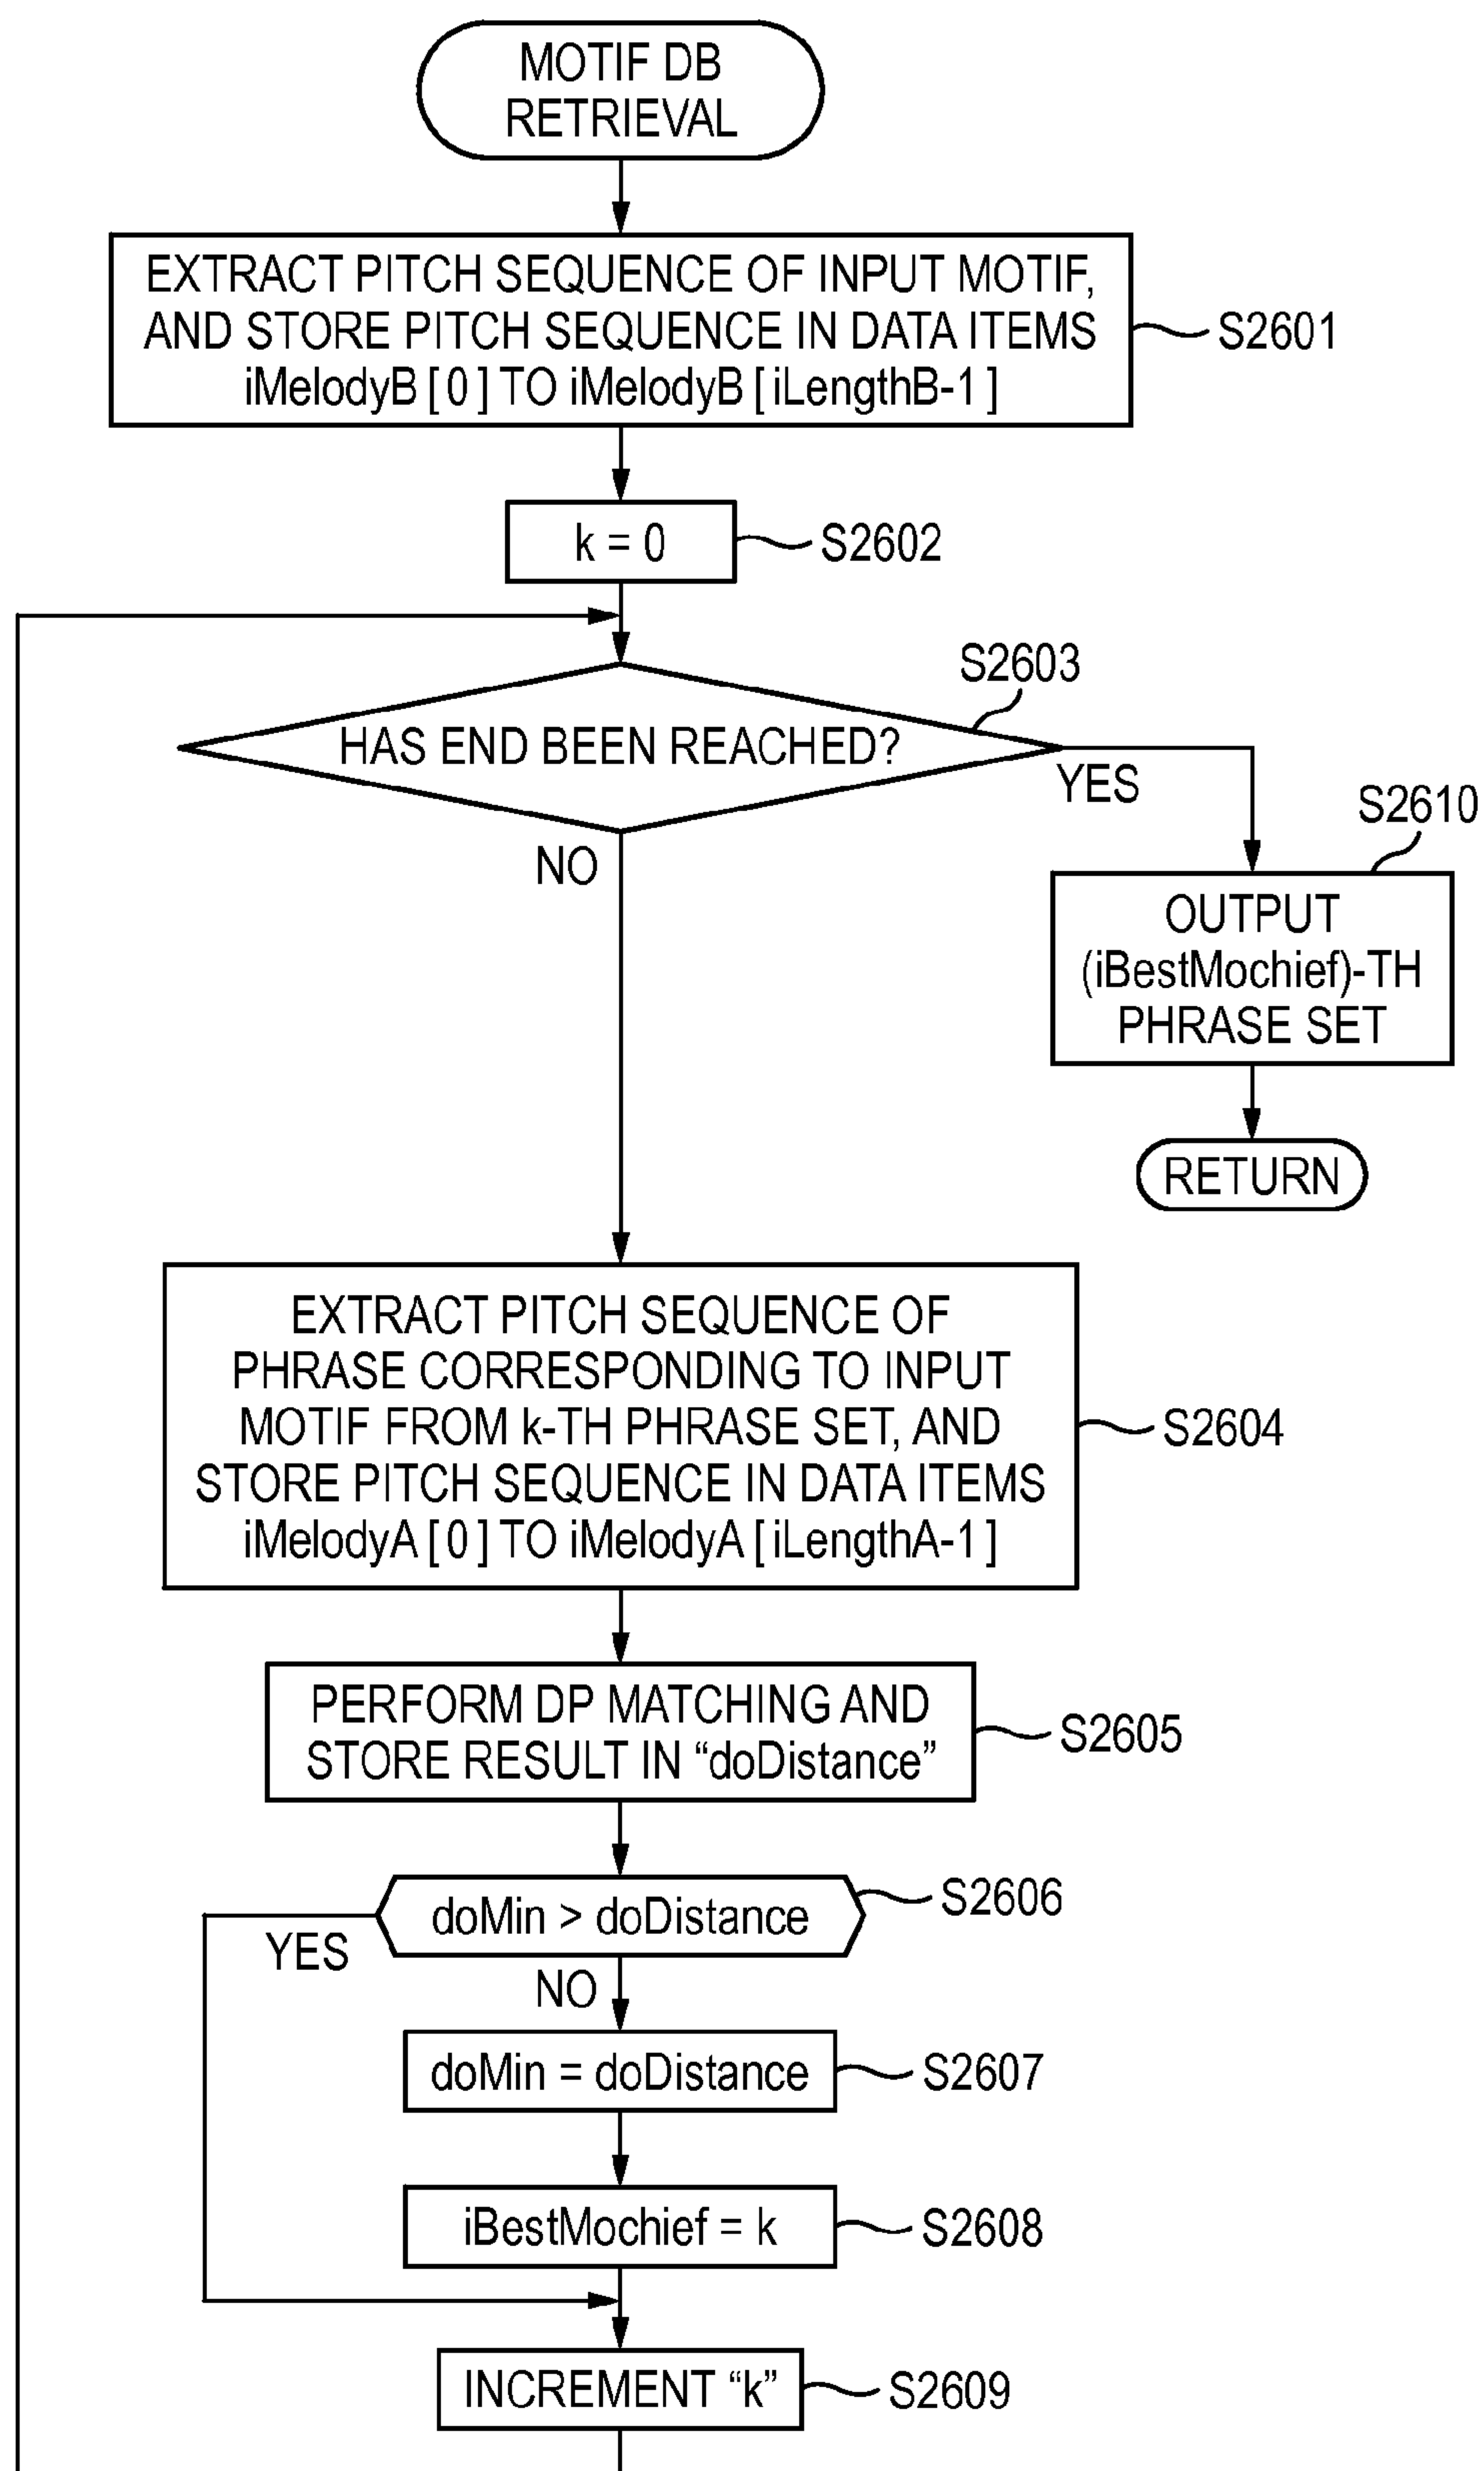 MOTIF DB
RETRIEVAL
EXTRACT PITCH SEQUENCE OF INPUT MOTIF,
AND STORE PITCH SEQUENCE IN DATA ITEMS
iMelodyB [ 0 ] TO iMelodyB [ iLengthB-1 ]
S2601
k = 0
S2602
S2603
HAS END BEEN REACHED?
YES
NO
S2610
OUTPUT
(iBestMochief)-TH
PHRASE SET
RETURN
EXTRACT PITCH SEQUENCE OF
PHRASE CORRESPONDING TO INPUT
MOTIF FROM k-TH PHRASE SET, AND
STORE PITCH SEQUENCE IN DATA ITEMS
iMelodyA [ 0 ] TO iMelodyA [ iLengthA-1 ]
S2604
PERFORM DP MATCHING AND
STORE RESULT IN “doDistance”
S2605
doMin > doDistance
S2606
YES
NO
doMin = doDistance
S2607
iBestMochief = k
S2608
INCREMENT “k”
S2609